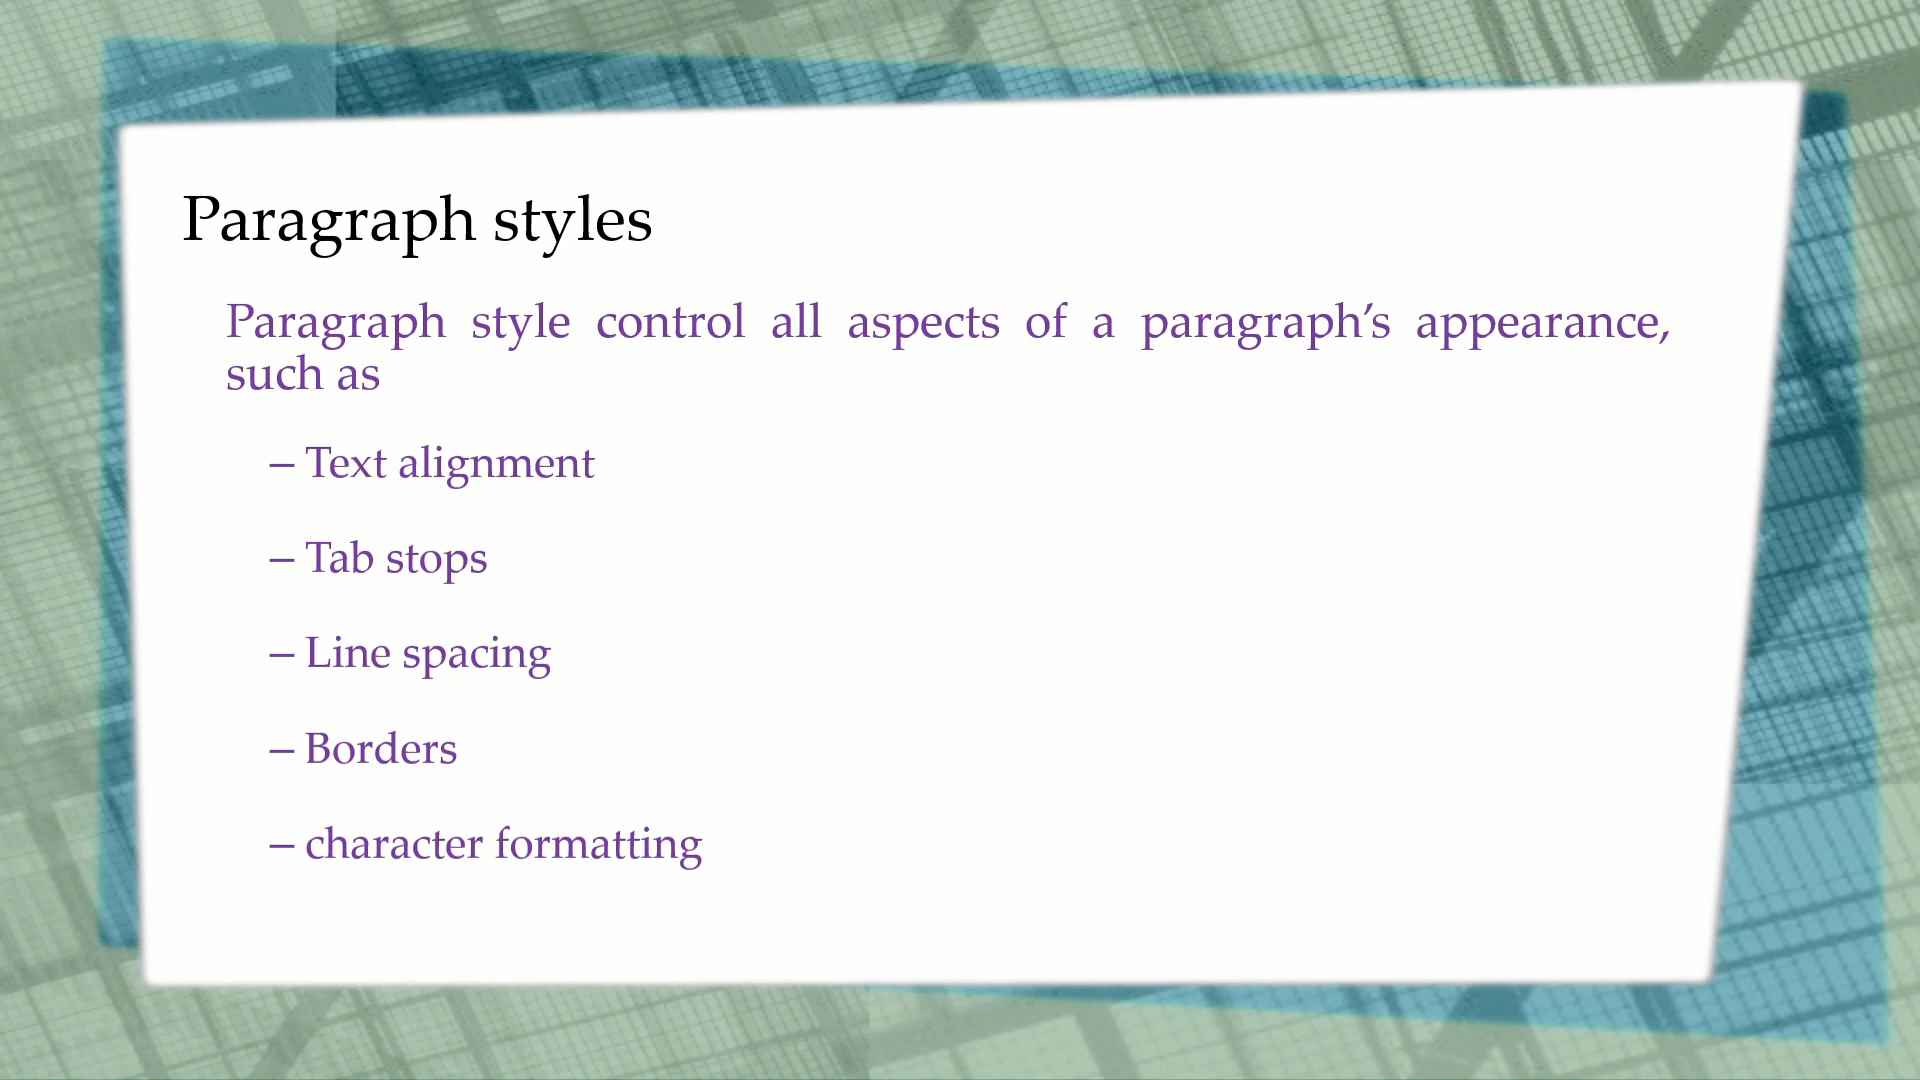 Paragraph styles
Paragraph style control all aspects of a paragraph’s appearance,
such as
– Text alignment
– Tab stops
– Line spacing
– Borders
– character formatting